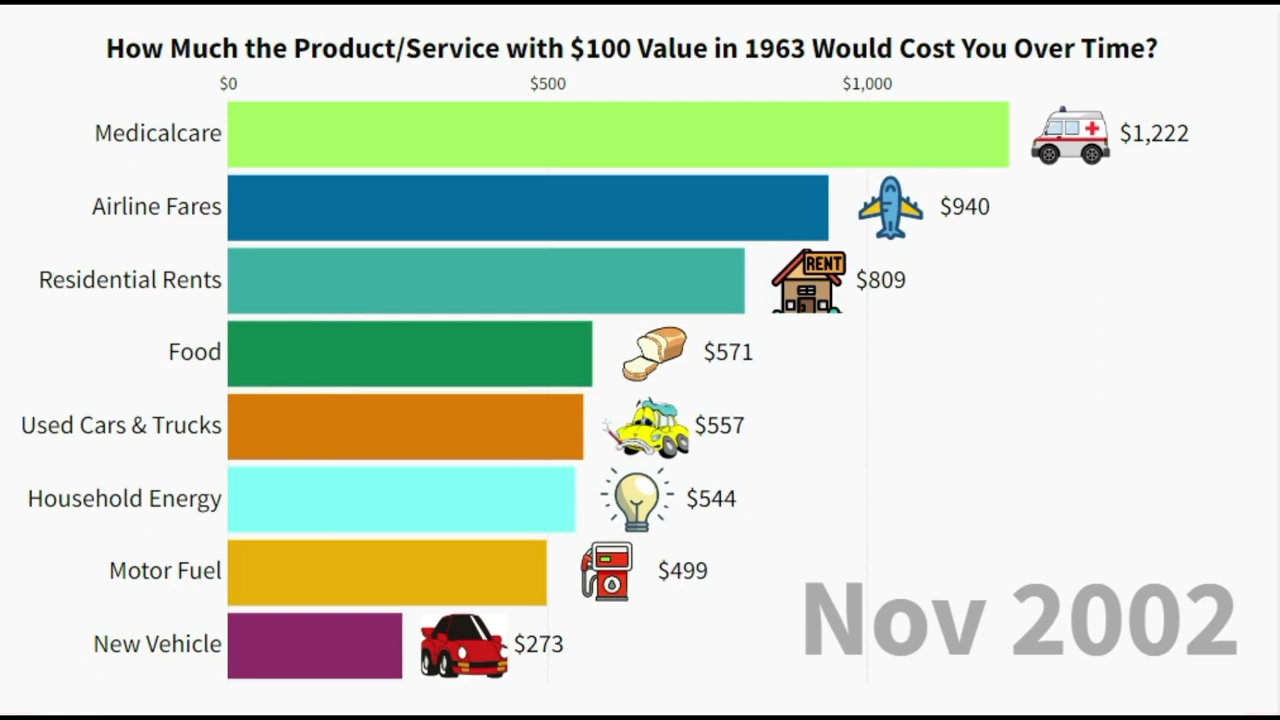 How Much the Product/Service with $100 Value in 1963 Would Cost You Over Time?
$0 $500 $1,000
Medicalcare $1,222
Airline Fares $940
Residential Rents RENT $809
Food $571
Used Cars & Trucks $557
Household Energy $544
Motor Fuel $499
New Vehicle $273
Nov 2002